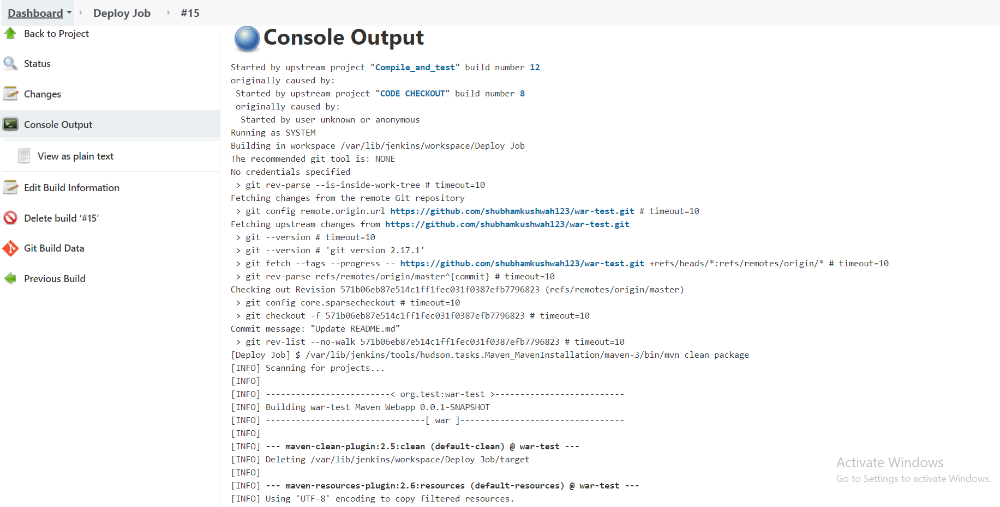 Dashboard
Deploy Job
#15
Back to Project
Status
Changes
Console Output
View as plain text
Edit Build Information
Delete build ‘#15’
Git Build Data
Previous Build
Console Output
Started by upstream project "Compile_and_test" build number 12
originally caused by:
Started by upstream project "CODE CHECKOUT" build number 8
originally caused by:
Started by user unknown or anonymous
Running as SYSTEM
Building in workspace /var/lib/jenkins/workspace/Deploy Job
The recommended git tool is: NONE
No credentials specified
> git rev-parse --is-inside-work-tree # timeout=10
Fetching changes from the remote Git repository
> git config remote.origin.url https://github.com/shubhamkushwah123/war-test.git # timeout=10
Fetching upstream changes from https://github.com/shubhamkushwah123/war-test.git
> git --version # timeout=10
> git --version # 'git version 2.17.1'
> git fetch --tags --progress -- https://github.com/shubhamkushwah123/war-test.git +refs/heads/*:refs/remotes/origin/* # timeout=10
> git rev-parse refs/remotes/origin/master^{commit} # timeout=10
Checking out Revision 571b06eb87e514c1ff1fec031f0387efb7796823 (refs/remotes/origin/master)
> git config core.sparsecheckout # timeout=10
> git checkout -f 571b06eb87e514c1ff1fec031f0387efb7796823 # timeout=10
Commit message: "Update README.md"
> git rev-list --no-walk 571b06eb87e514c1ff1fec031f0387efb7796823 # timeout=10
[Deploy Job] $ /var/lib/jenkins/tools/hudson.tasks.Maven_MavenInstallation/maven-3/bin/mvn clean package
[INFO] Scanning for projects...
[INFO]
[INFO] -------------------------< org.test:war-test >--------------------------
[INFO] Building war-test Maven Webapp 0.0.1-SNAPSHOT
[INFO] --------------------------------[ war ]---------------------------------
[INFO]
[INFO] --- maven-clean-plugin:2.5:clean (default-clean) @ war-test ---
[INFO] Deleting /var/lib/jenkins/workspace/Deploy Job/target
[INFO]
[INFO] --- maven-resources-plugin:2.6:resources (default-resources) @ war-test ---
[INFO] Using 'UTF-8' encoding to copy filtered resources.
Activate Windows
Go to Settings to activate Windows.